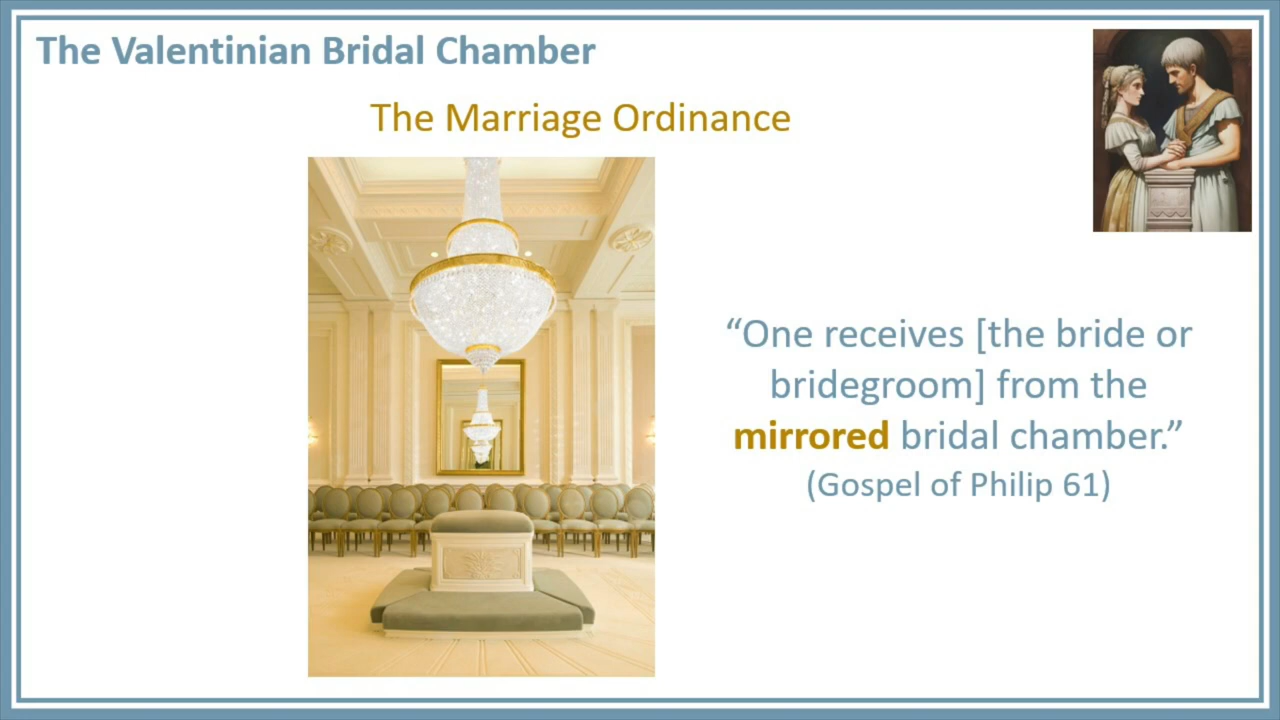 The Valentinian Bridal Chamber
The Marriage Ordinance
“One receives [the bride or
bridegroom] from the
mirrored bridal chamber.”
(Gospel of Philip 61)